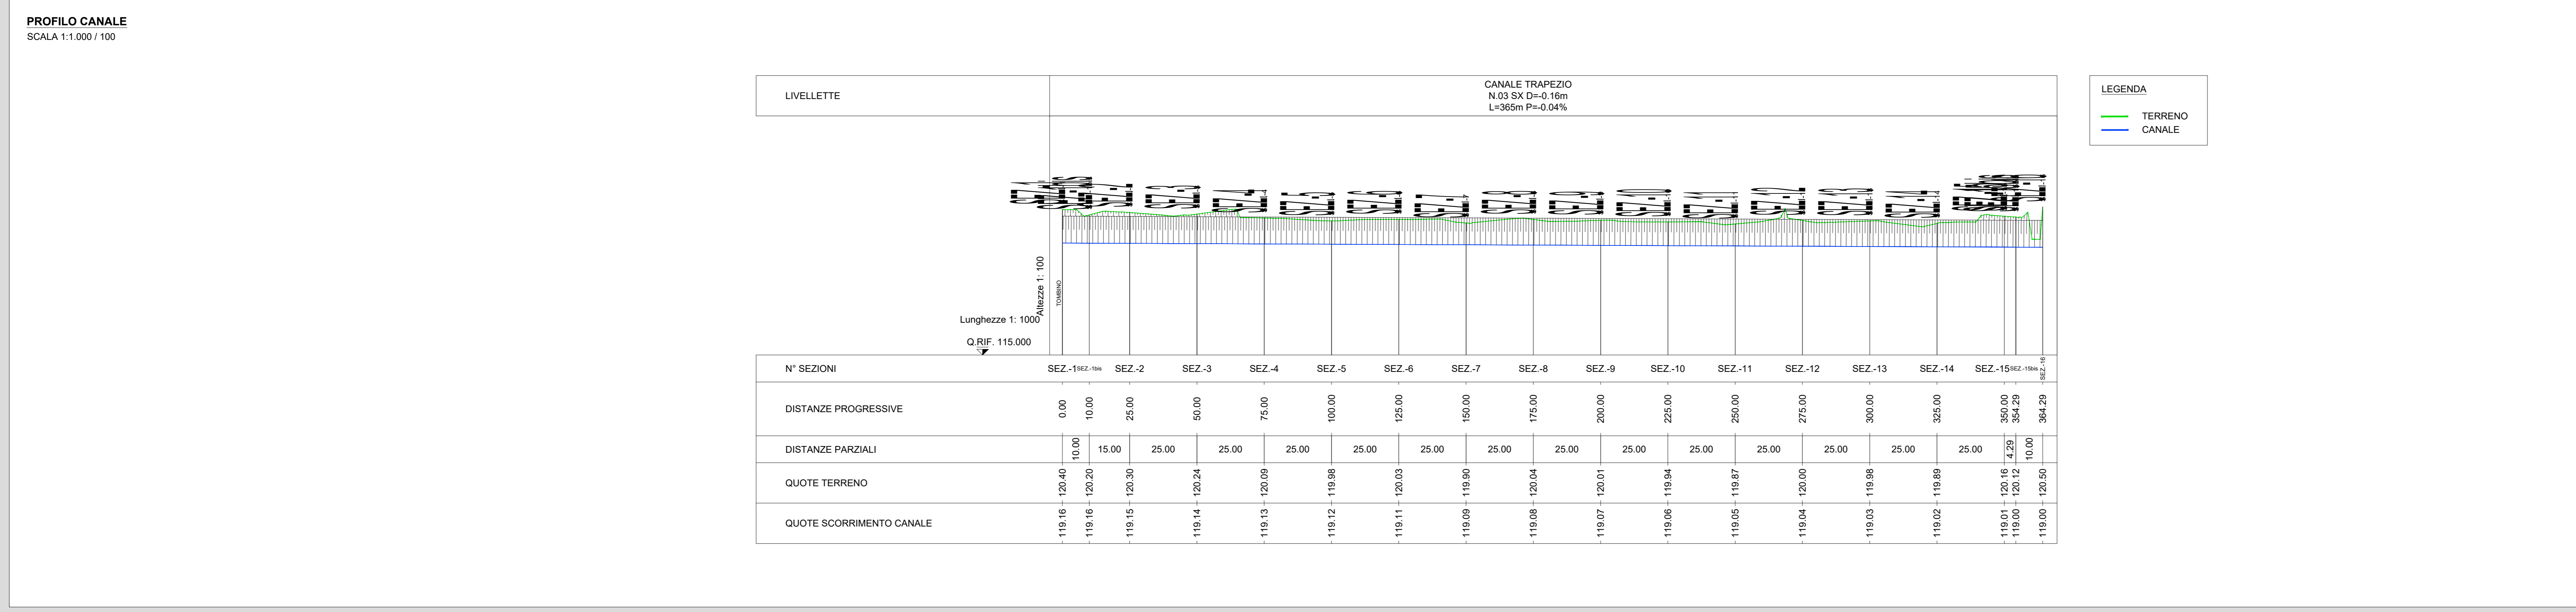 PROFILO CANALE
SCALA 1:1.000 / 100
LIVELLETTE
CANALE TRAPEZIO
N.03 SX D=-0.16m
L=365m P=-0.04%
LEGENDA
TERRENO
CANALE
Altezze 1: 100
TOMBINO
Lunghezze 1: 1000
Q.RIF. 115.000
N° SEZIONI
SEZ.-1 SEZ.-1bis SEZ.-2 SEZ.-3 SEZ.-4 SEZ.-5 SEZ.-6 SEZ.-7 SEZ.-8 SEZ.-9 SEZ.-10 SEZ.-11 SEZ.-12 SEZ.-13 SEZ.-14 SEZ.-15 SEZ.-15bis SEZ.-16
DISTANZE PROGRESSIVE
0.00 10.00 25.00 50.00 75.00 100.00 125.00 150.00 175.00 200.00 225.00 250.00 275.00 300.00 325.00 350.00 354.29 364.29
DISTANZE PARZIALI
10.00 15.00 25.00 25.00 25.00 25.00 25.00 25.00 25.00 25.00 25.00 25.00 25.00 25.00 25.00 4.29 10.00
QUOTE TERRENO
120.40 120.20 120.30 120.24 120.09 119.98 120.03 119.90 120.04 120.01 119.94 119.87 120.00 119.98 119.89 120.16 120.12 120.50
QUOTE SCORRIMENTO CANALE
119.16 119.16 119.15 119.14 119.13 119.12 119.11 119.09 119.08 119.07 119.06 119.05 119.04 119.03 119.02 119.01 119.00 119.00